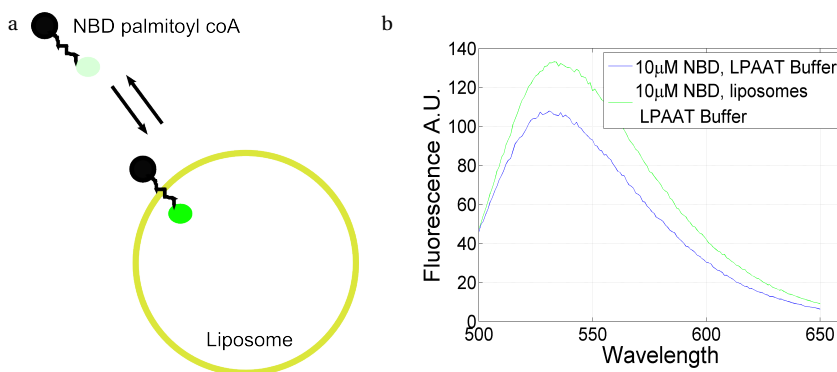 a
NBD palmitoyl coA
Liposome
b
Fluorescence A.U.
140
120
100
80
60
40
20
0
500
550
600
650
Wavelength
10μM NBD, LPAAT Buffer
10μM NBD, liposomes
LPAAT Buffer